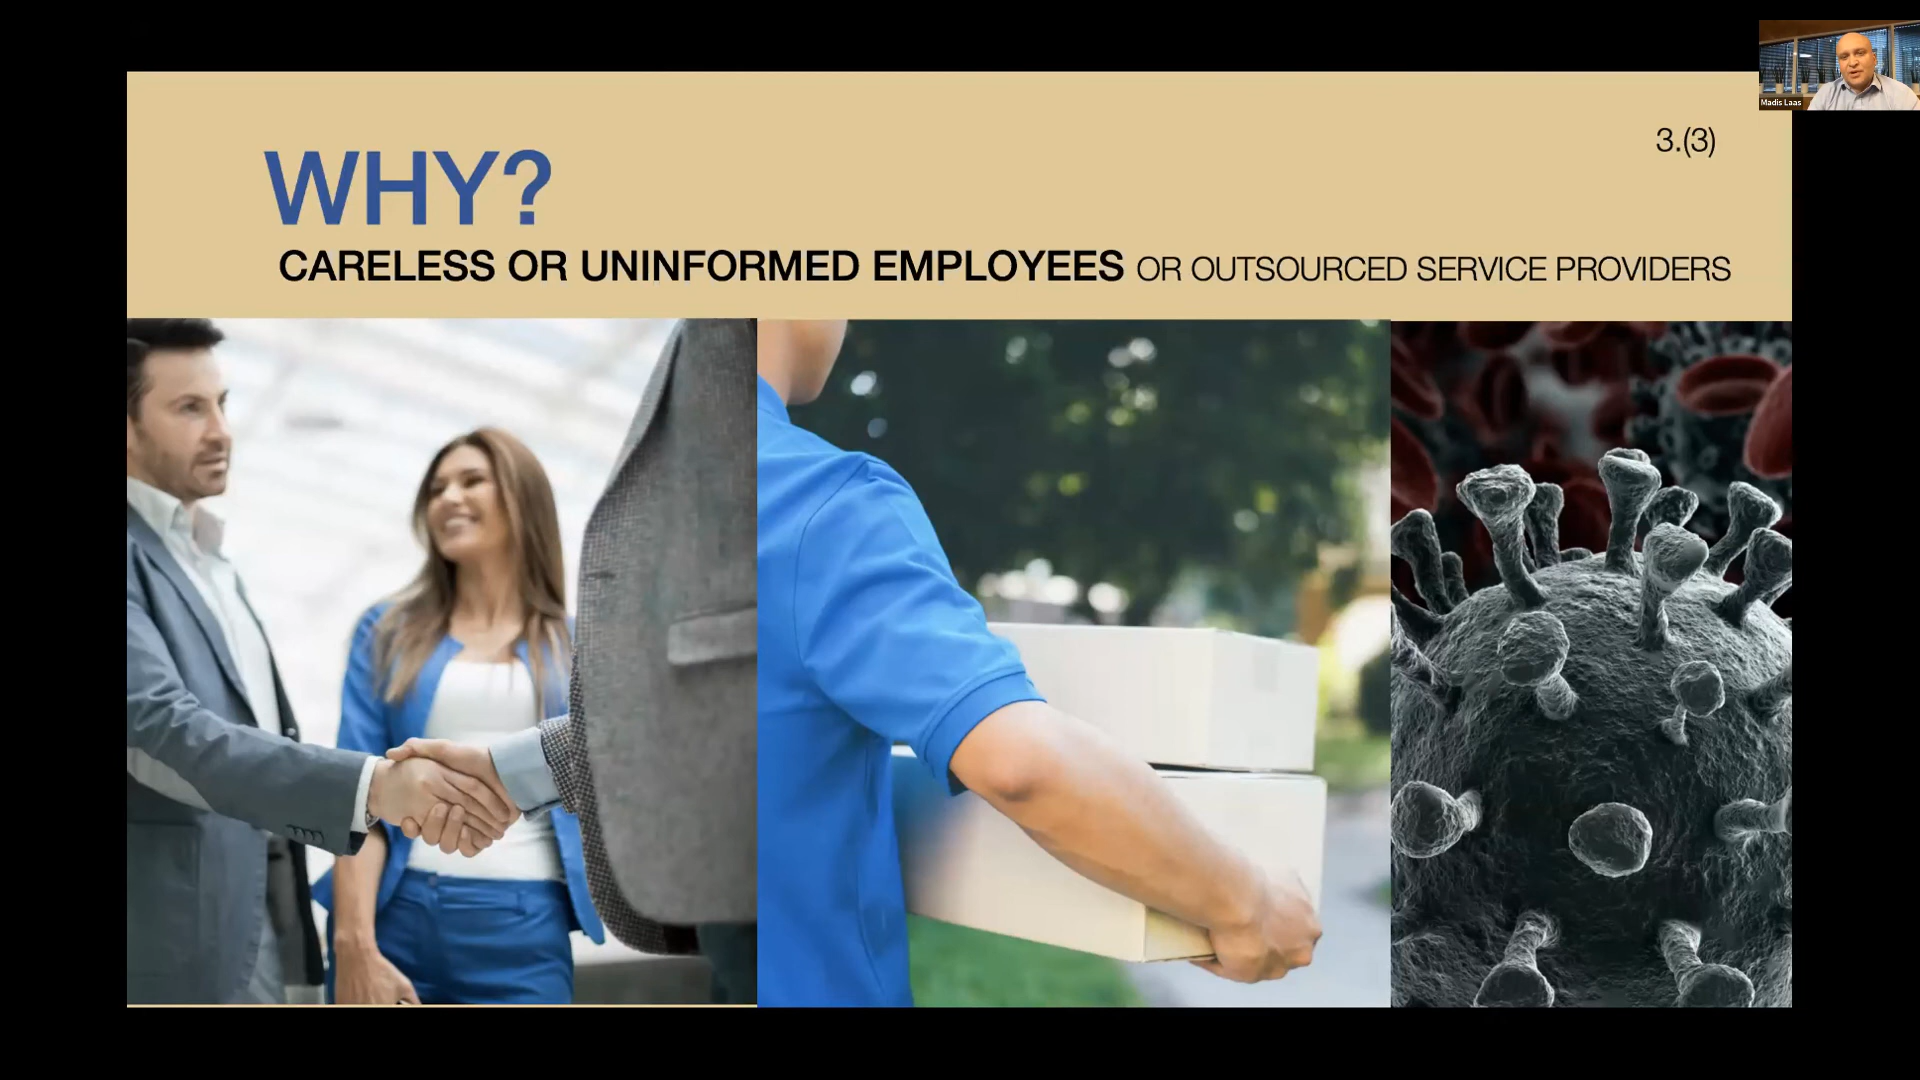 Madis Laas
3.(3)
WHY?
CARELESS OR UNINFORMED EMPLOYEES OR OUTSOURCED SERVICE PROVIDERS